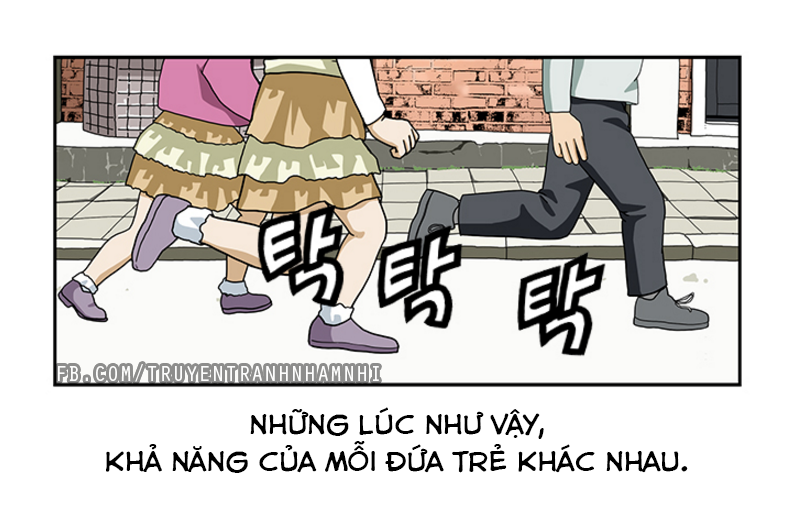 탁 탁 탁
FB.COM/TRUYENTRANHNHAMNHI
NHỮNG LÚC NHƯ VẬY,
KHẢ NĂNG CỦA MỖI ĐỨA TRẺ KHÁC NHAU.